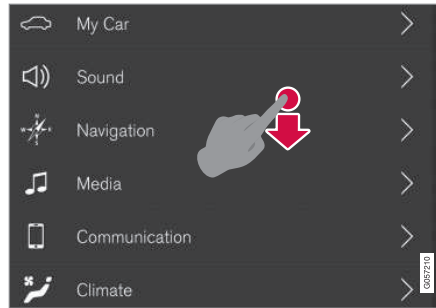 My Car
Sound
Navigation
Media
Communication
Climate
G057210